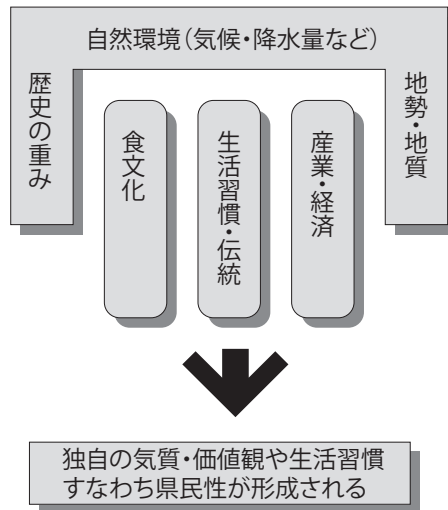 自然環境（気候・降水量など）
歴史の重み
食文化
生活習慣・伝統
産業・経済
地勢・地質
独自の気質・価値観や生活習慣
すなわち県民性が形成される